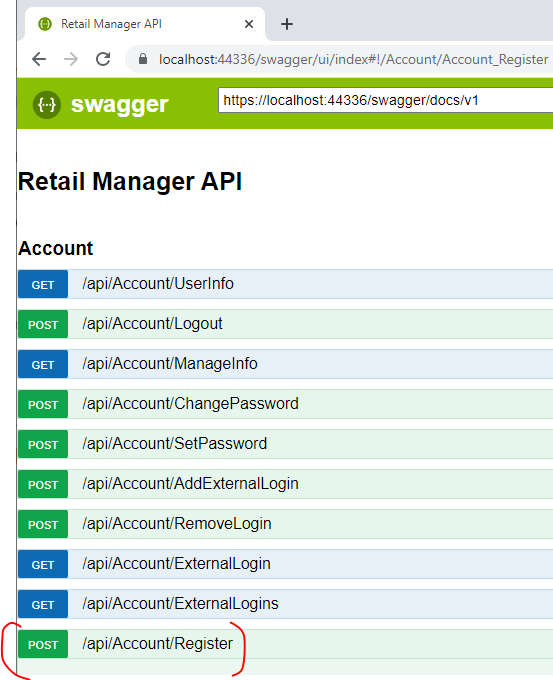 Retail Manager API
localhost:44336/swagger/ui/index#!/Account/Account_Register
{··} swagger https://localhost:44336/swagger/docs/v1
Retail Manager API
Account
GET /api/Account/UserInfo
POST /api/Account/Logout
GET /api/Account/ManageInfo
POST /api/Account/ChangePassword
POST /api/Account/SetPassword
POST /api/Account/AddExternalLogin
POST /api/Account/RemoveLogin
GET /api/Account/ExternalLogin
GET /api/Account/ExternalLogins
POST /api/Account/Register